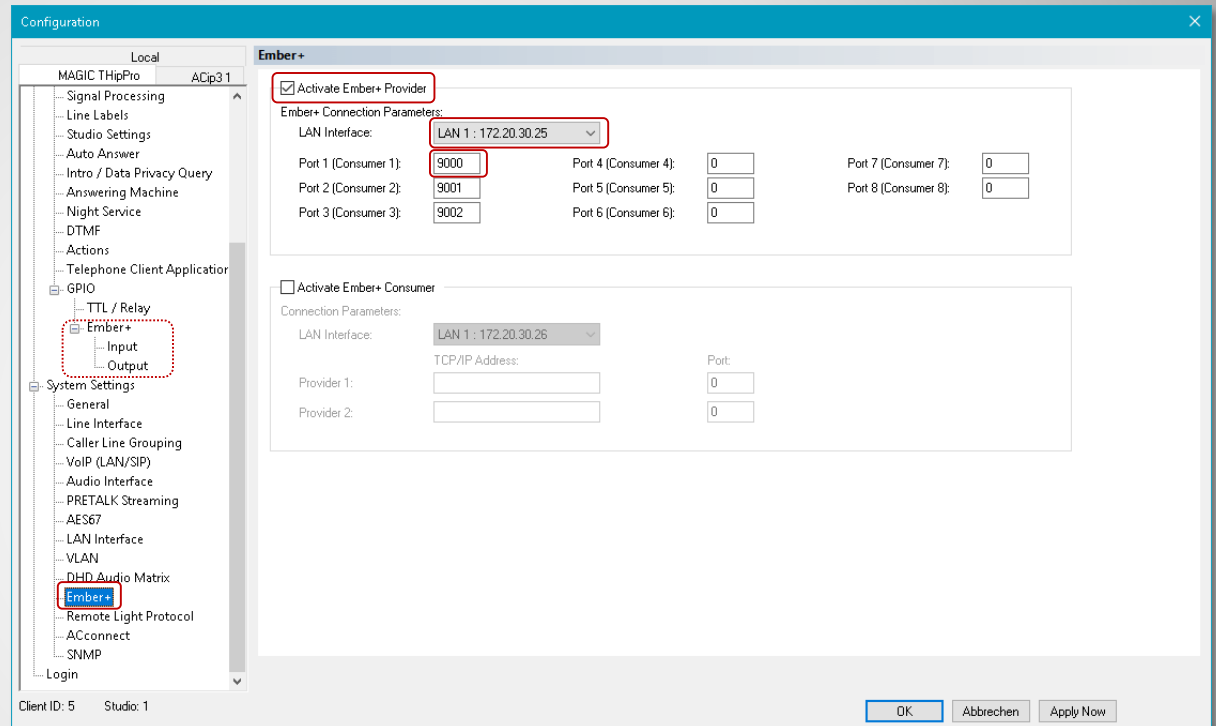 Configuration
Local
MAGIC THipPro ACip3 1
Signal Processing
Line Labels
Studio Settings
Auto Answer
Intro / Data Privacy Query
Answering Machine
Night Service
DTMF
Actions
Telephone Client Application
GPIO
TTL / Relay
Ember+
Input
Output
System Settings
General
Line Interface
Caller Line Grouping
VoIP (LAN/SIP)
Audio Interface
PRETALK Streaming
AES67
LAN Interface
VLAN
DHD Audio Matrix
Ember+
Remote Light Protocol
ACconnect
SNMP
Login
Ember+
Activate Ember+ Provider
Ember+ Connection Parameters:
LAN Interface: LAN 1 : 172.20.30.25
Port 1 (Consumer 1): 9000 Port 4 (Consumer 4): 0 Port 7 (Consumer 7): 0
Port 2 (Consumer 2): 9001 Port 5 (Consumer 5): 0 Port 8 (Consumer 8): 0
Port 3 (Consumer 3): 9002 Port 6 (Consumer 6): 0
Activate Ember+ Consumer
Connection Parameters:
LAN Interface: LAN 1 : 172.20.30.26
TCP/IP Address: Port:
Provider 1: 0
Provider 2: 0
Client ID: 5 Studio: 1
OK Abbrechen Apply Now